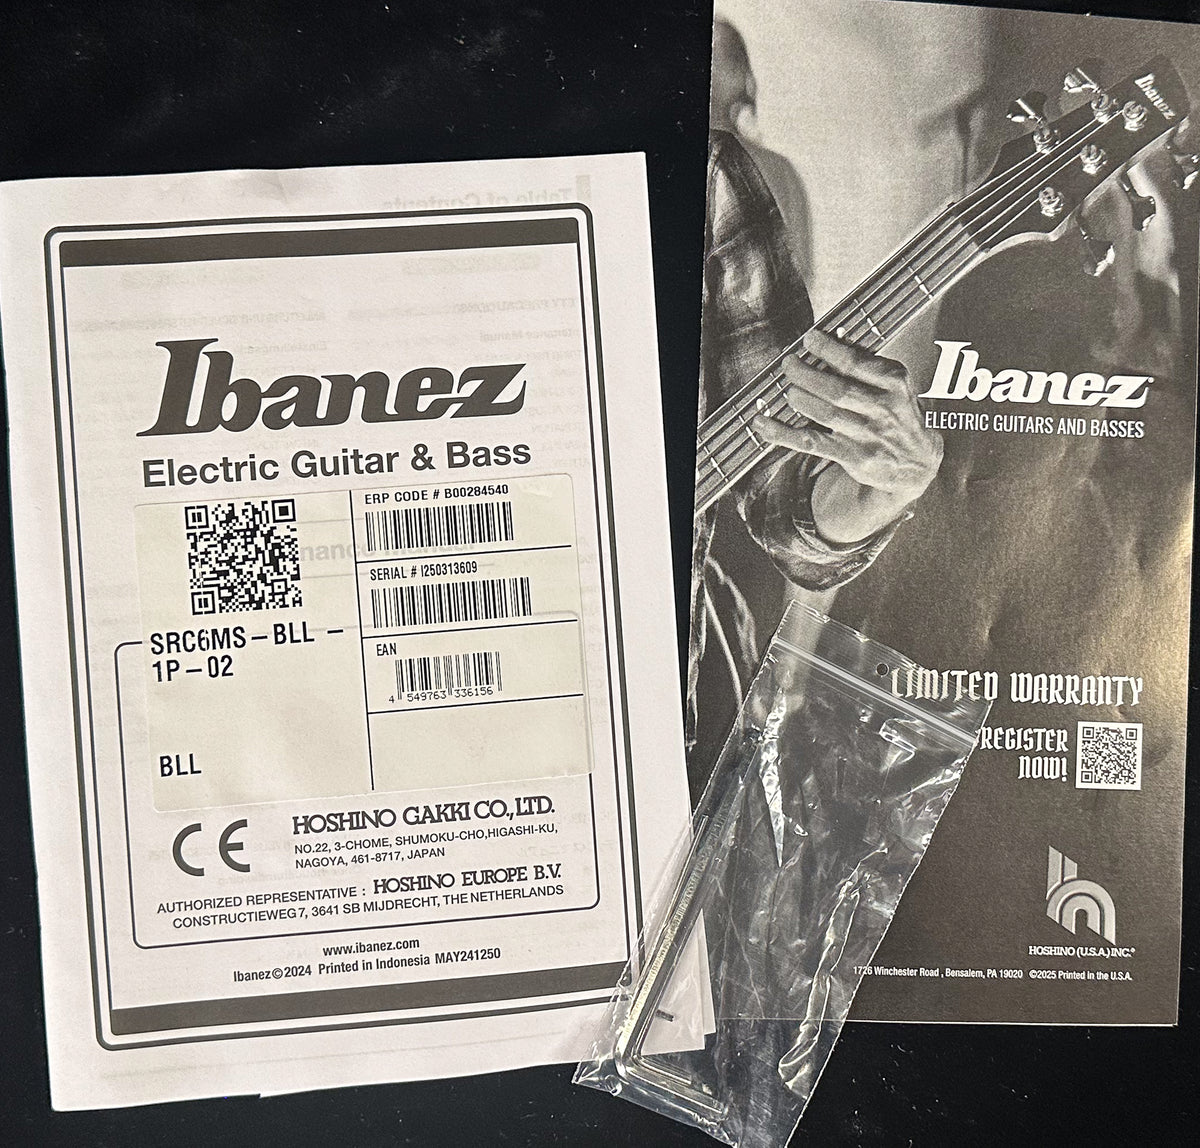 Ibanez
Electric Guitar & Bass
ERP CODE # B00284540
SERIAL # I250313609
EAN
4 549763 336156
SRC6MS-BLL-
1P-02
BLL
CE
HOSHINO GAKKI CO., LTD.
NO.22, 3-CHOME, SHUMOKU-CHO,HIGASHI-KU,
NAGOYA, 461-8717, JAPAN
AUTHORIZED REPRESENTATIVE : HOSHINO EUROPE B.V.
CONSTRUCTIEWEG 7, 3641 SB MIJDRECHT, THE NETHERLANDS
www.ibanez.com
Ibanez©2024 Printed in Indonesia MAY241250
Ibanez
Ibanez
ELECTRIC GUITARS AND BASSES
LIMITED WARRANTY
REGISTER
NOW!
HOSHINO (U.S.A.) INC.®
1726 Winchester Road, Bensalem, PA 19020 ©2025 Printed in the U.S.A.